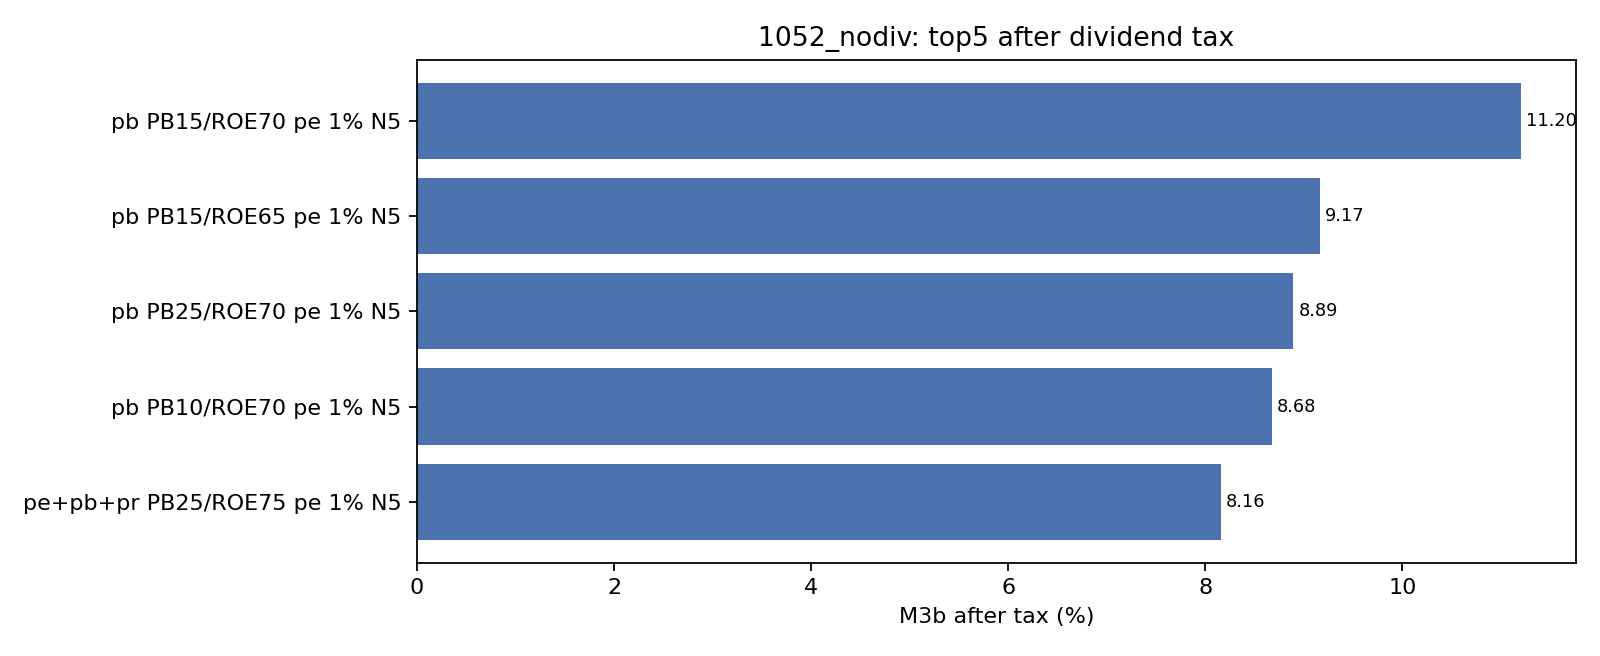 1052_nodiv: top5 after dividend tax
pb PB15/ROE70 pe 1% N5
11.20
pb PB15/ROE65 pe 1% N5
9.17
pb PB25/ROE70 pe 1% N5
8.89
pb PB10/ROE70 pe 1% N5
8.68
pe+pb+pr PB25/ROE75 pe 1% N5
8.16
0 2 4 6 8 10
M3b after tax (%)